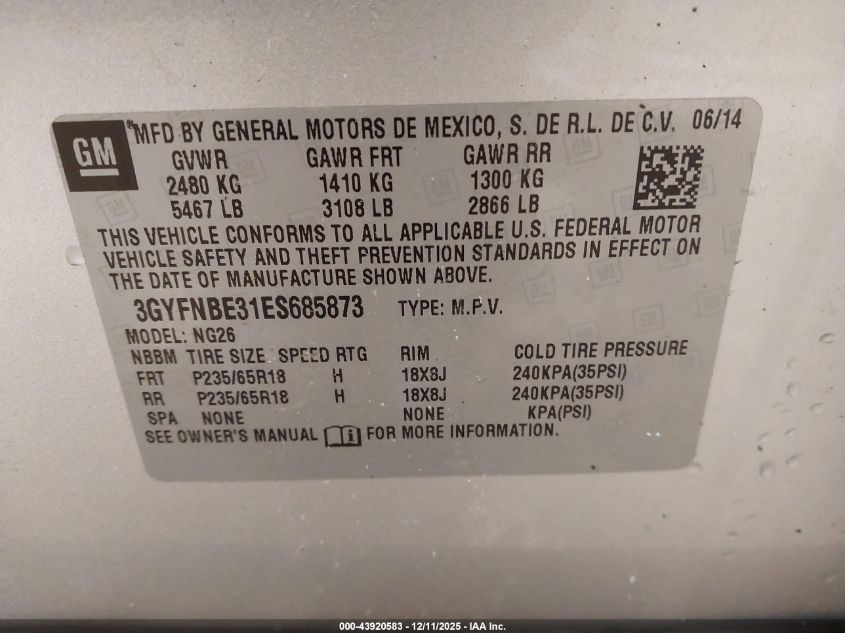 GM
®MFD BY GENERAL MOTORS DE MEXICO, S. DE R.L. DE C.V. 06/14
GVWR GAWR FRT GAWR RR
2480 KG 1410 KG 1300 KG
5467 LB 3108 LB 2866 LB
THIS VEHICLE CONFORMS TO ALL APPLICABLE U.S. FEDERAL MOTOR
VEHICLE SAFETY AND THEFT PREVENTION STANDARDS IN EFFECT ON
THE DATE OF MANUFACTURE SHOWN ABOVE.
3GYFNBE31ES685873 TYPE: M.P.V.
MODEL: NG26
NBBM TIRE SIZE SPEED RTG RIM COLD TIRE PRESSURE
FRT P235/65R18 H 18X8J 240KPA(35PSI)
RR P235/65R18 H 18X8J 240KPA(35PSI)
SPA NONE NONE KPA(PSI)
SEE OWNER'S MANUAL FOR MORE INFORMATION.
000-43920583 - 12/11/2025 - IAA Inc.